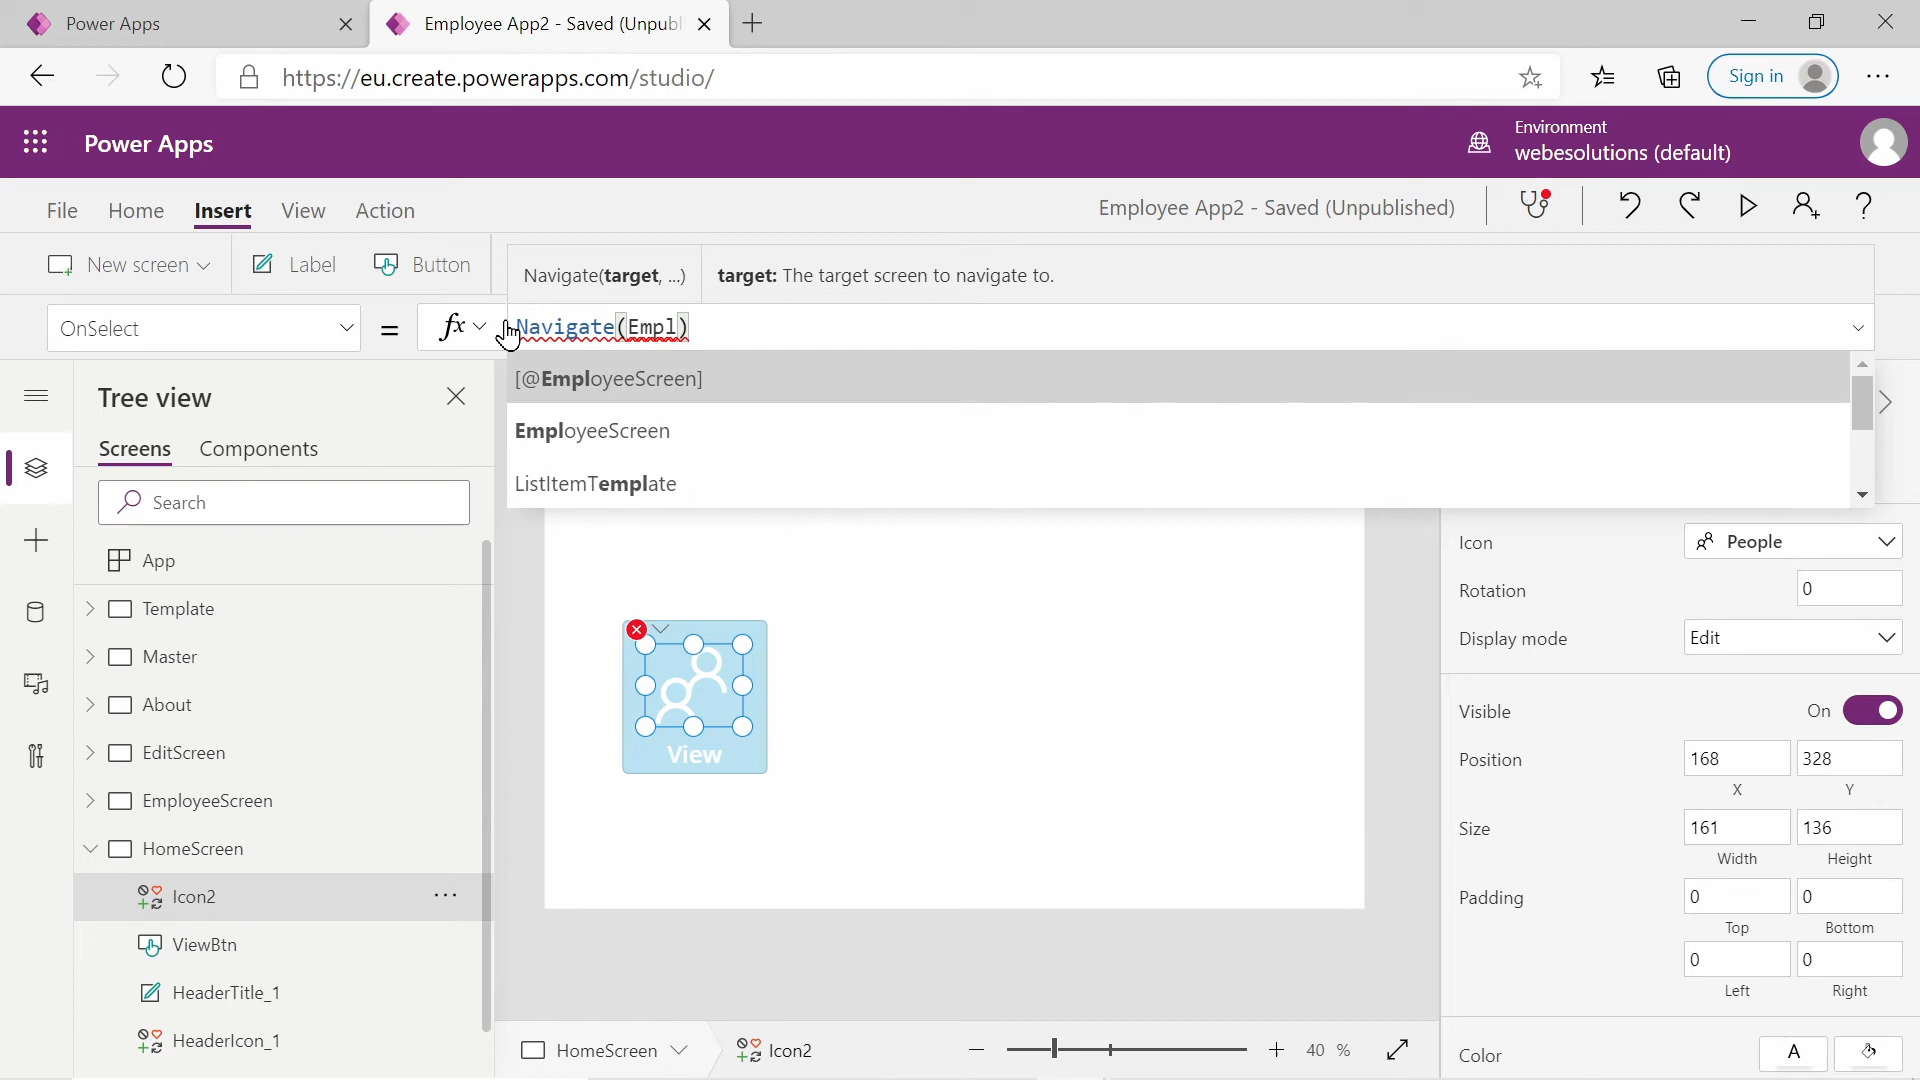 Power Apps
Employee App2 - Saved (Unpubl
https://eu.create.powerapps.com/studio/
Sign in
Power Apps
Environment
webesolutions (default)
File Home Insert View Action
Employee App2 - Saved (Unpublished)
New screen Label Button
Navigate(target, ...) target: The target screen to navigate to.
OnSelect = fx Navigate(Empl)
[@EmployeeScreen]
EmployeeScreen
ListItemTemplate
Tree view
Screens Components
Search
App
Template
Master
About
EditScreen
EmployeeScreen
HomeScreen
Icon2
ViewBtn
HeaderTitle_1
HeaderIcon_1
View
HomeScreen Icon2
40 %
Icon People
Rotation 0
Display mode Edit
Visible On
Position 168 328
X Y
Size 161 136
Width Height
Padding 0 0
Top Bottom
0 0
Left Right
Color A